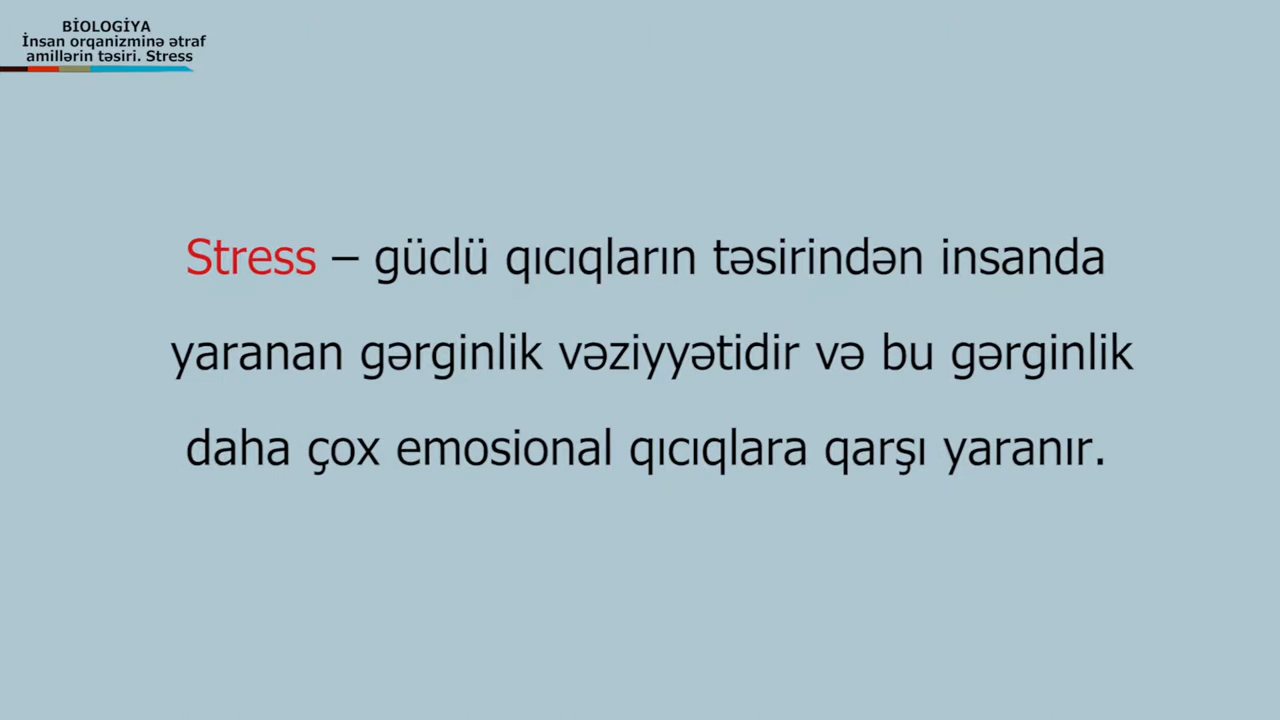 BİOLOGİYA
İnsan orqanizminə ətraf
amillərin təsiri. Stress
Stress – güclü qıcıqların təsirindən insanda
yaranan gərginlik vəziyyətidir və bu gərginlik
daha çox emosional qıcıqlara qarşı yaranır.